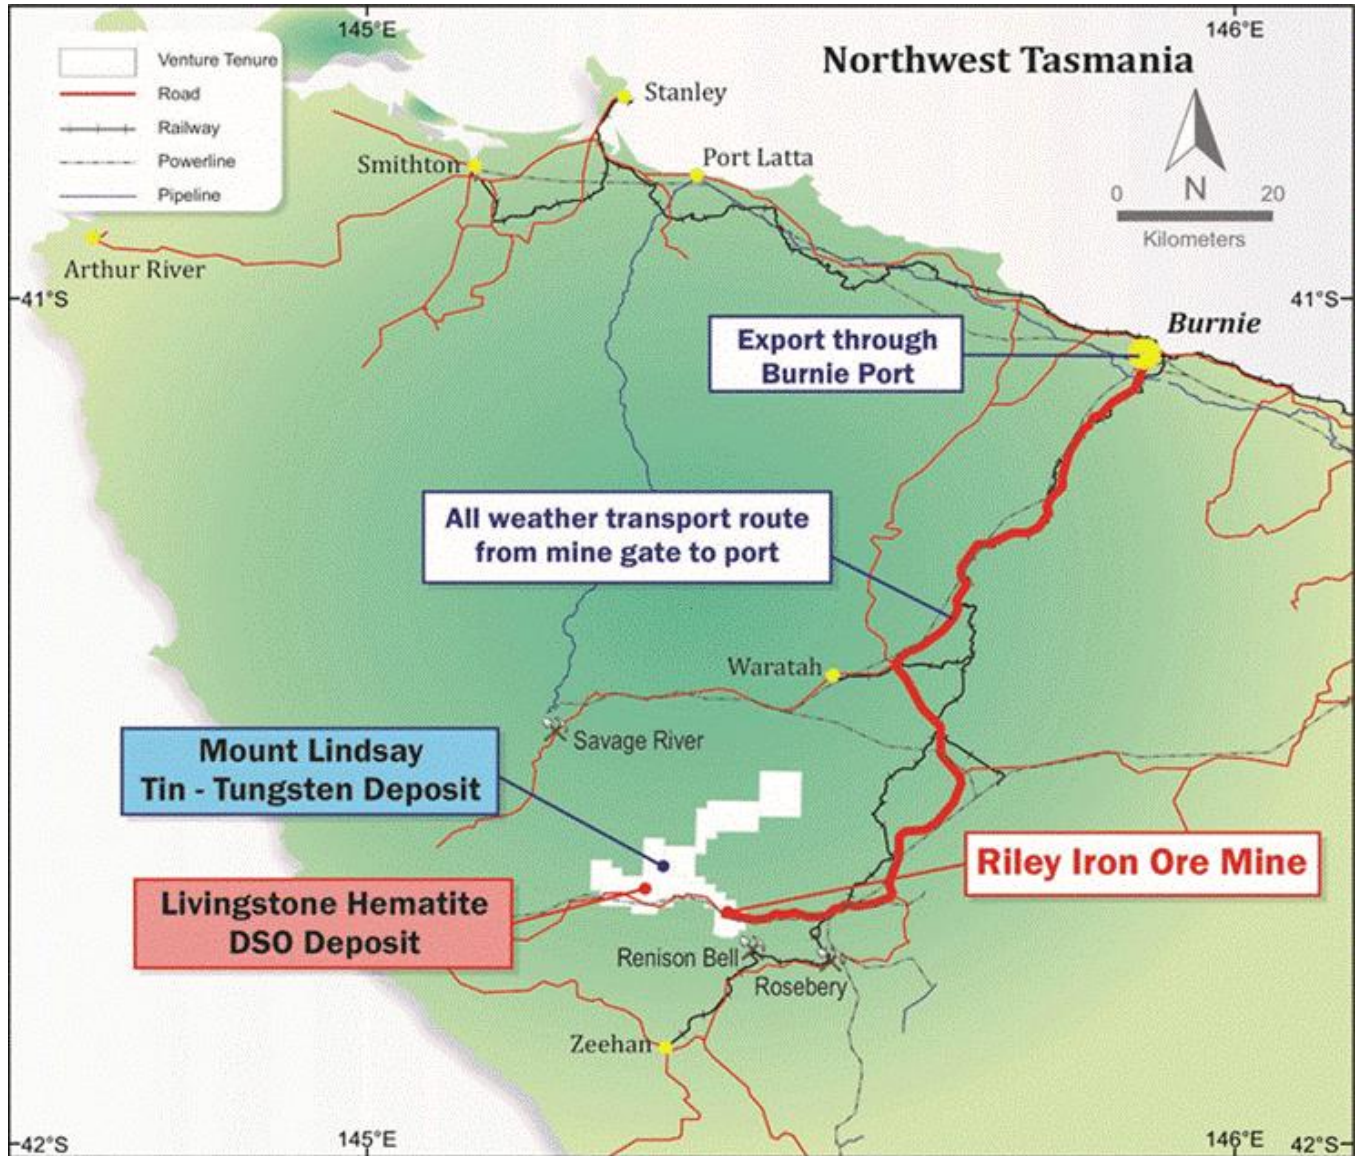 145°E
146°E
Northwest Tasmania
Venture Tenure
Road
Railway
Powerline
Pipeline
Stanley
Smithton
Port Latta
N
0 20
Kilometers
Arthur River
41°S
41°S
Burnie
Export through
Burnie Port
All weather transport route
from mine gate to port
Waratah
Savage River
Mount Lindsay
Tin - Tungsten Deposit
Riley Iron Ore Mine
Livingstone Hematite
DSO Deposit
Renison Bell
Rosebery
Zeehan
42°S
145°E
146°E
42°S